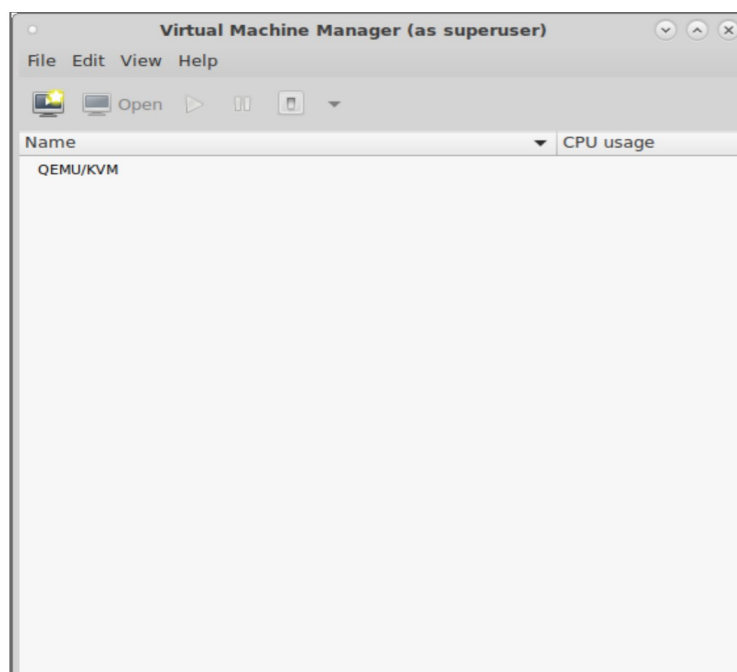 Virtual Machine Manager (as superuser)
File Edit View Help
Open
Name CPU usage
QEMU/KVM